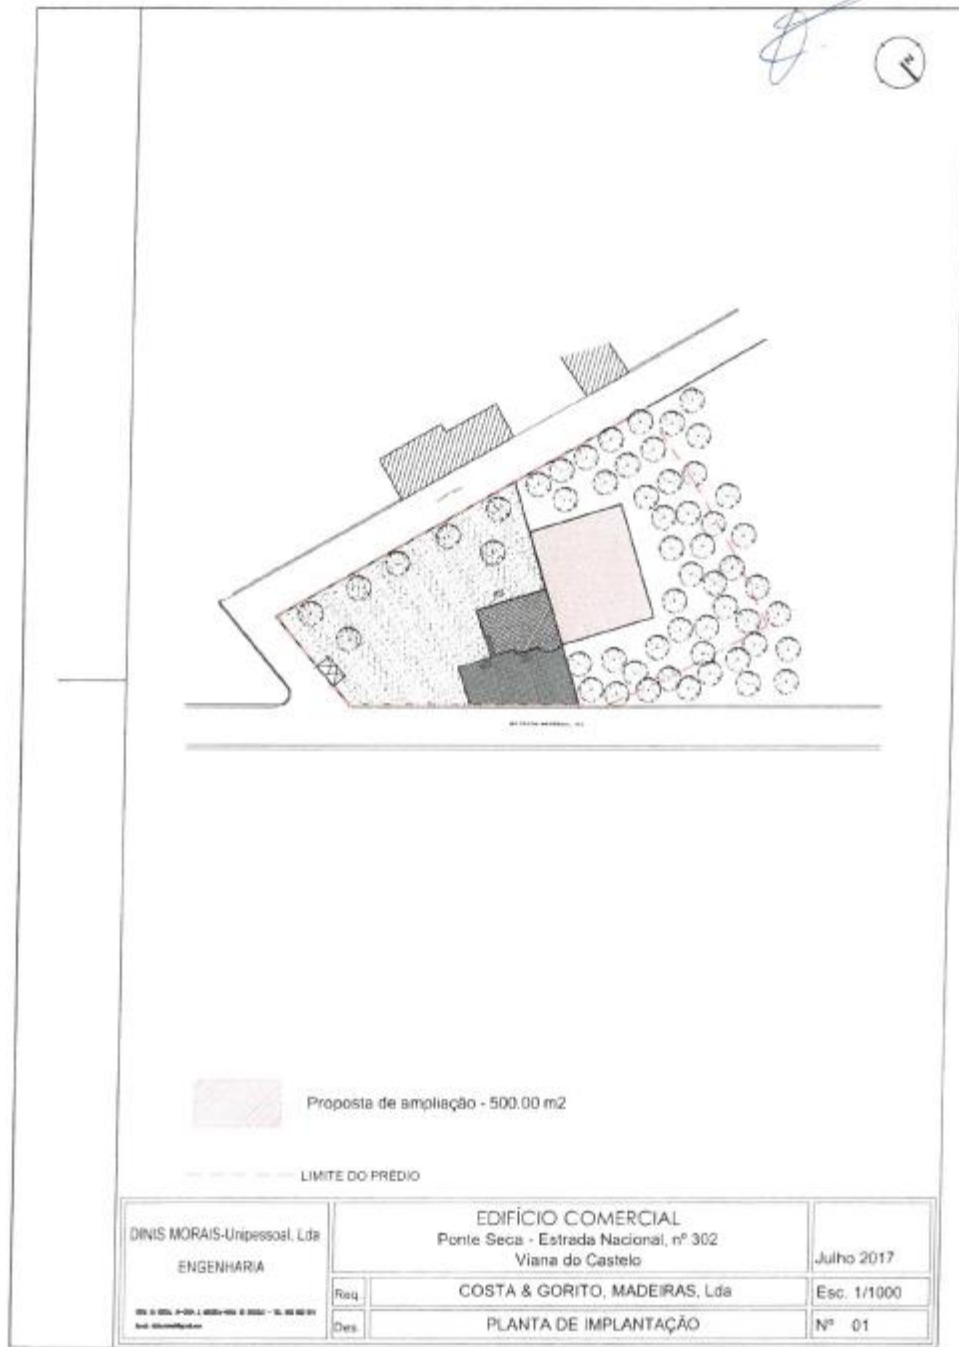 N
Proposta de ampliação - 500.00 m2
LIMITE DO PRÉDIO
DINIS MORAIS-Unipessoal, Lda
ENGENHARIA
EDIFÍCIO COMERCIAL
Ponte Seca - Estrada Nacional, nº 302
Viana do Castelo
Julho 2017
Req.
COSTA & GORITO, MADEIRAS, Lda
Esc. 1/1000
Des.
PLANTA DE IMPLANTAÇÃO
Nº 01